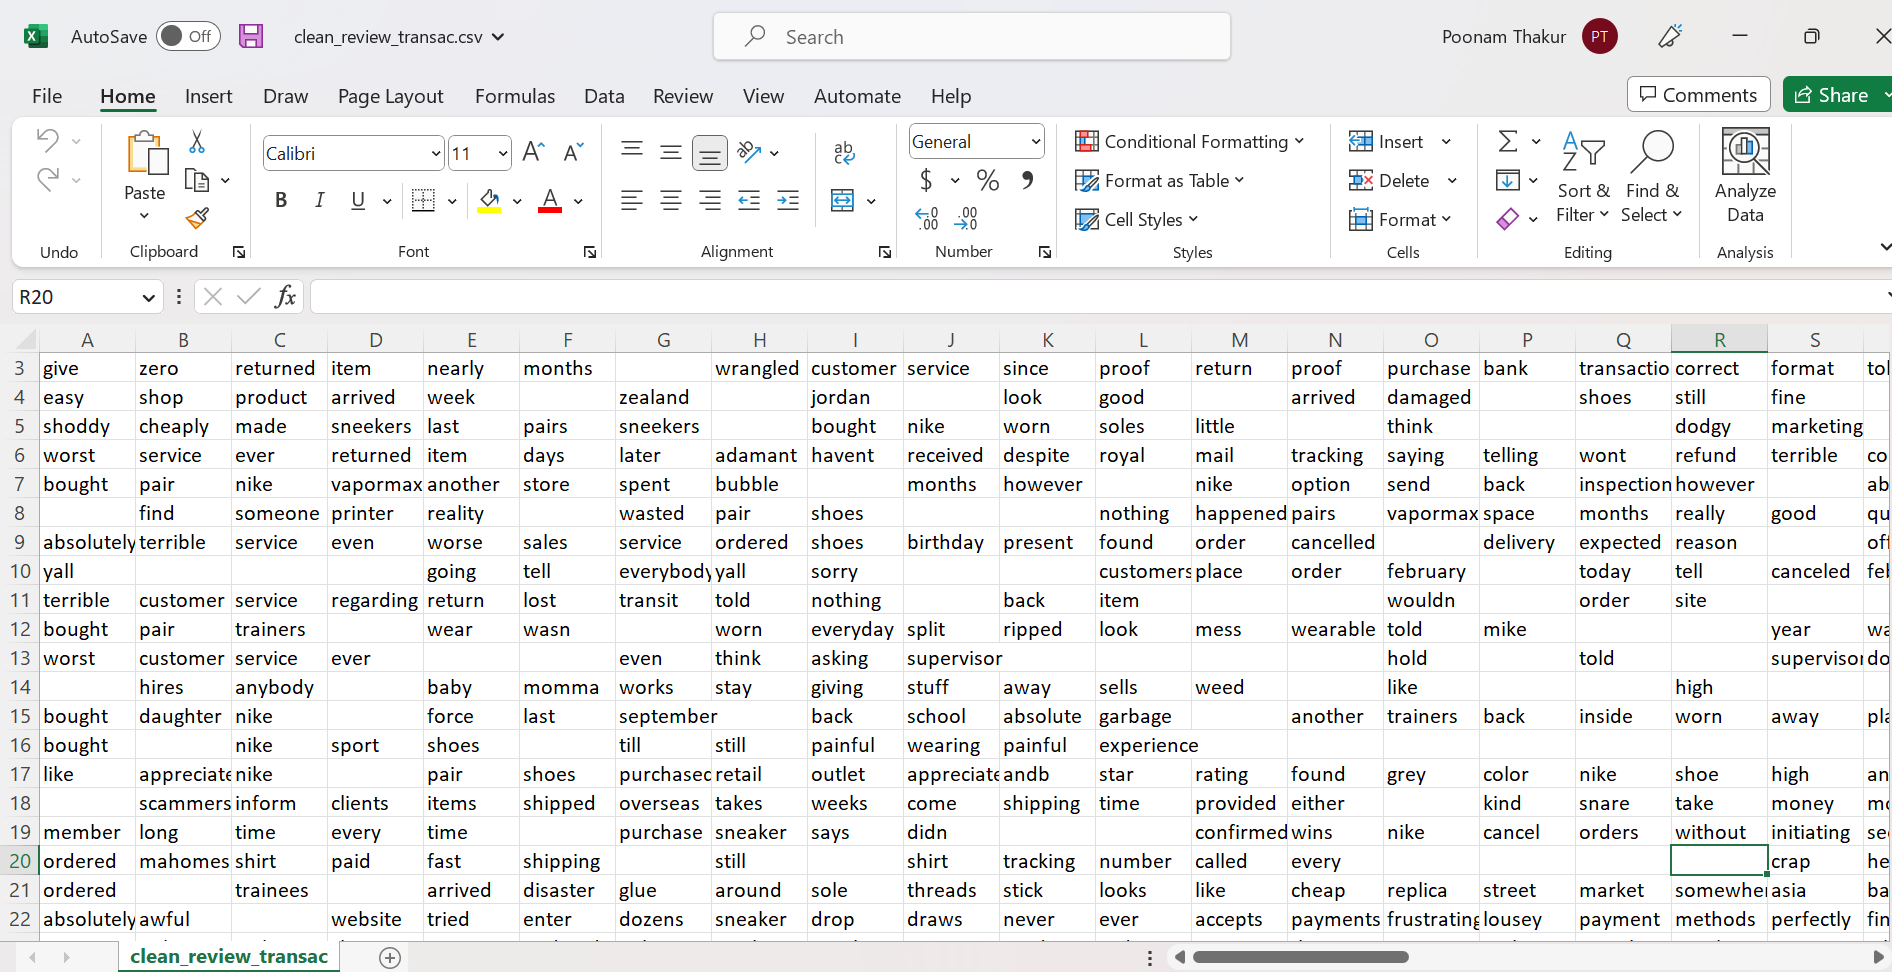 AutoSave Off clean_review_transac.csv Search Poonam Thakur PT
File Home Insert Draw Page Layout Formulas Data Review View Automate Help Comments Share
Paste Calibri 11 General Conditional Formatting Insert
B I U A Format as Table Delete Sort & Filter Find & Select Analyze Data
Cell Styles Format
Undo Clipboard Font Alignment Number Styles Cells Editing Analysis
R20 fx
A B C D E F G H I J K L M N O P Q R S
3 give zero returned item nearly months wrangled customer service since proof return proof purchase bank transactio correct format tol
4 easy shop product arrived week zealand jordan look good arrived damaged shoes still fine
5 shoddy cheaply made sneekers last pairs sneekers bought nike worn soles little think dodgy marketing
6 worst service ever returned item days later adamant havent received despite royal mail tracking saying telling wont refund terrible co
7 bought pair nike vapormax another store spent bubble months however nike option send back inspection however ab
8 find someone printer reality wasted pair shoes nothing happened pairs vapormax space months really good qu
9 absolutely terrible service even worse sales service ordered shoes birthday present found order cancelled delivery expected reason off
10 yall going tell everybody yall sorry customers place order february today tell canceled fel
11 terrible customer service regarding return lost transit told nothing back item wouldn order site
12 bought pair trainers wear wasn worn everyday split ripped look mess wearable told mike year wa
13 worst customer service ever even think asking supervisor hold told supervisor do
14 hires anybody baby momma works stay giving stuff away sells weed like high
15 bought daughter nike force last september back school absolute garbage another trainers back inside worn away pla
16 bought nike sport shoes till still painful wearing painful experience
17 like appreciate nike pair shoes purchased retail outlet appreciate andb star rating found grey color nike shoe high an
18 scammers inform clients items shipped overseas takes weeks come shipping time provided either kind snare take money mo
19 member long time every time purchase sneaker says didn confirmed wins nike cancel orders without initiating se
20 ordered mahomes shirt paid fast shipping still shirt tracking number called every crap he
21 ordered trainees arrived disaster glue around sole threads stick looks like cheap replica street market somewhe asia ba
22 absolutely awful website tried enter dozens sneaker drop draws never ever accepts payments frustrating lousey payment methods perfectly fin
clean_review_transac